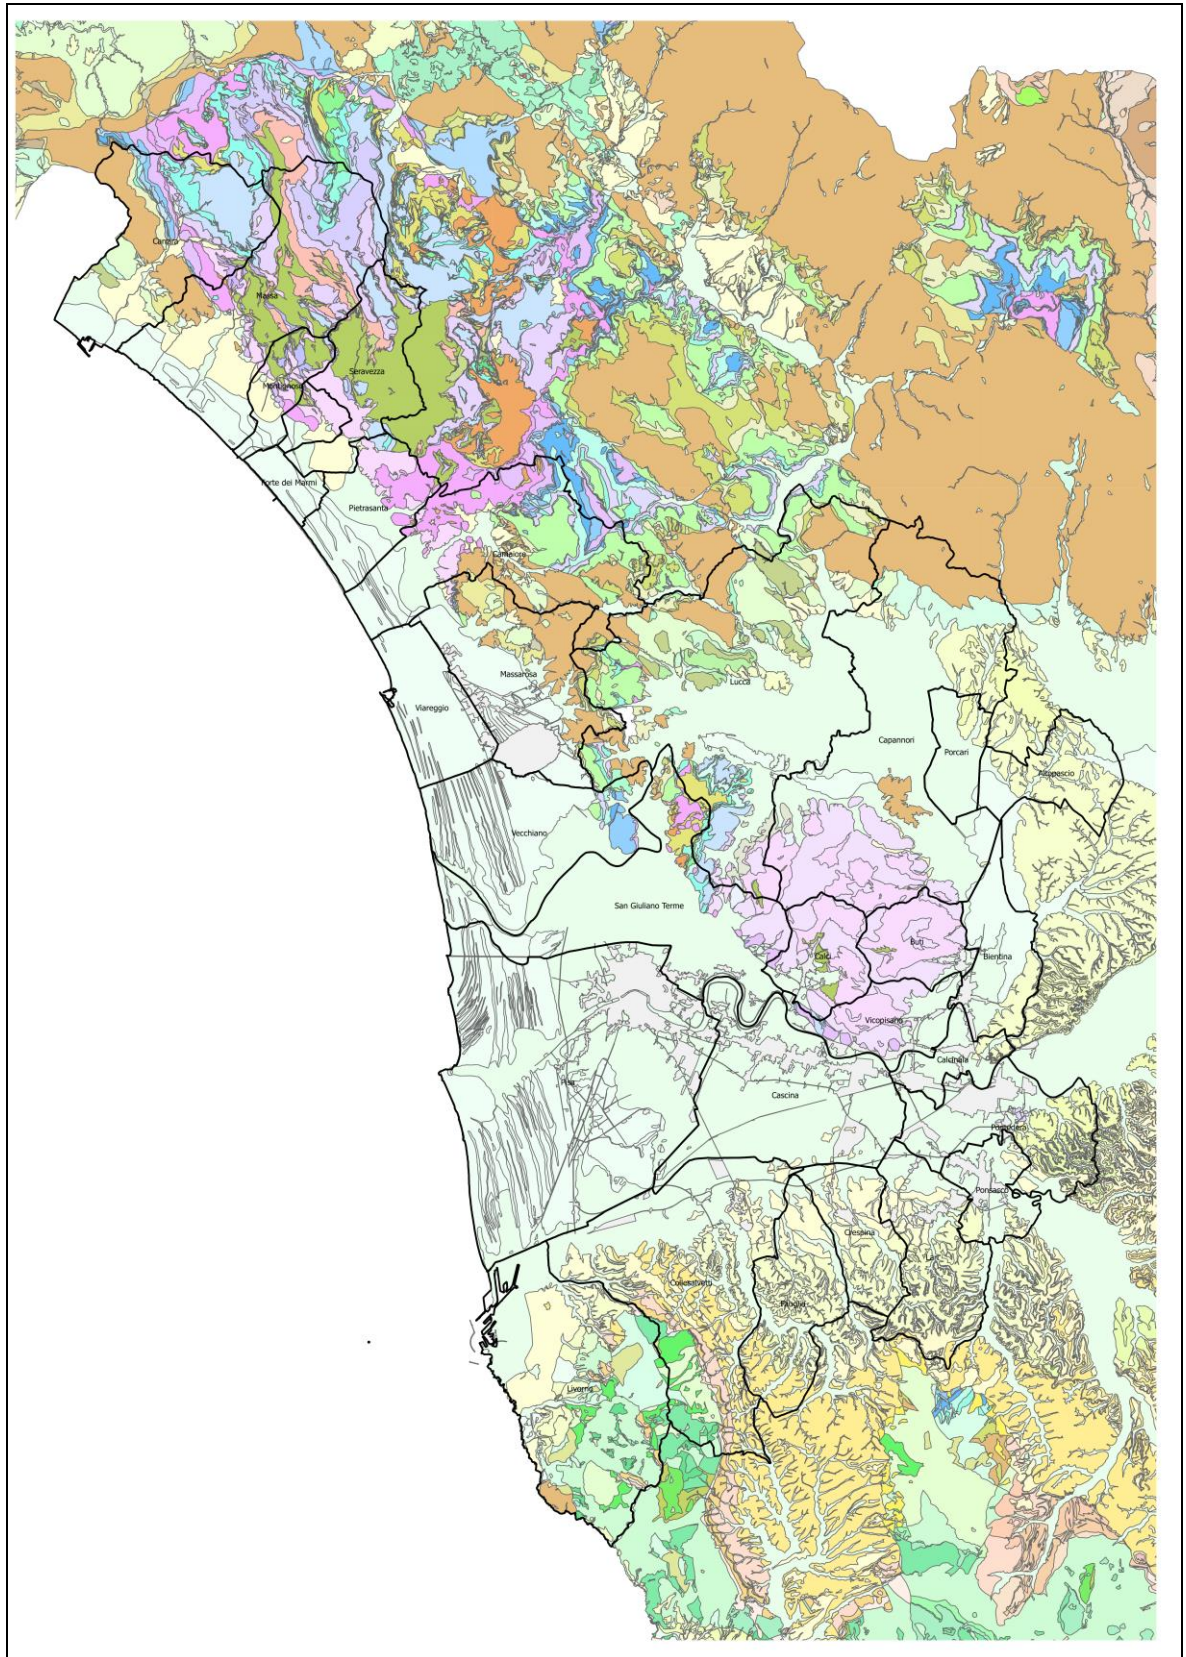 Carrara
Massa
Seravezza
Montignoso
Forte dei Marmi
Pietrasanta
Camaiore
Massarosa
Lucca
Viareggio
Capannori
Porcari
Altopascio
Vecchiano
San Giuliano Terme
Buti
Calci
Bientina
Vicopisano
Calcinaia
Pisa
Cascina
Pontedera
Ponsacco
Crespina
Lari
Collesalvetti
Fauglia
Livorno